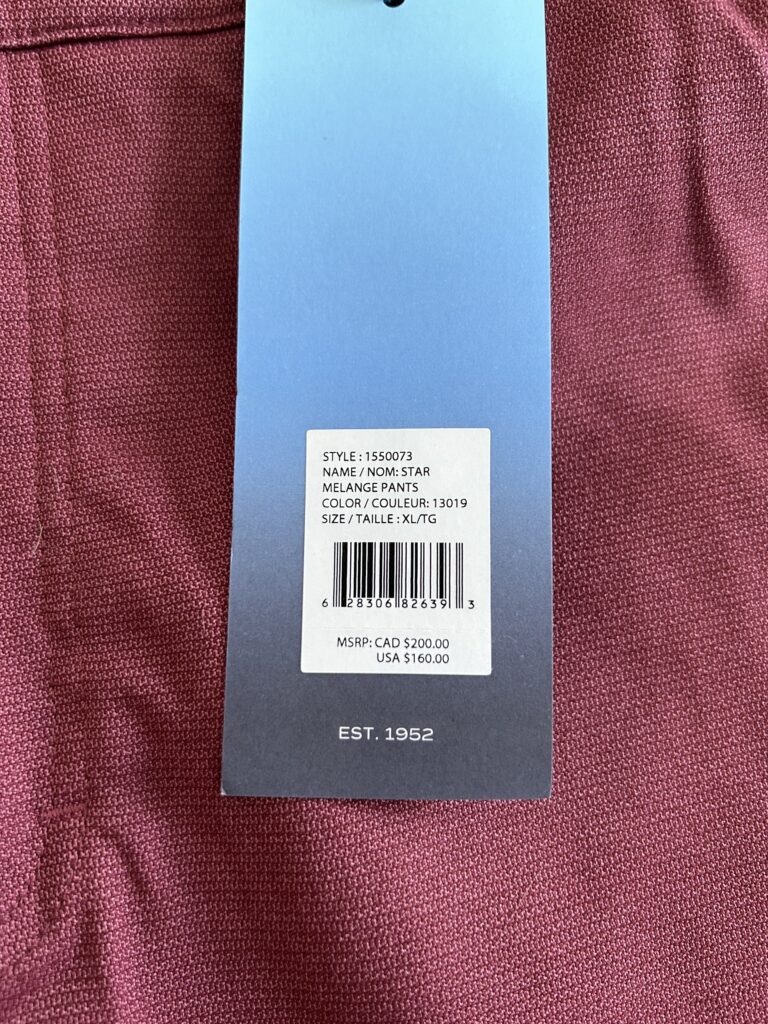 STYLE : 1550073
NAME / NOM: STAR
MELANGE PANTS
COLOR / COULEUR: 13019
SIZE / TAILLE : XL/TG
6 28306 82639 3
MSRP: CAD $200.00
USA $160.00
EST. 1952